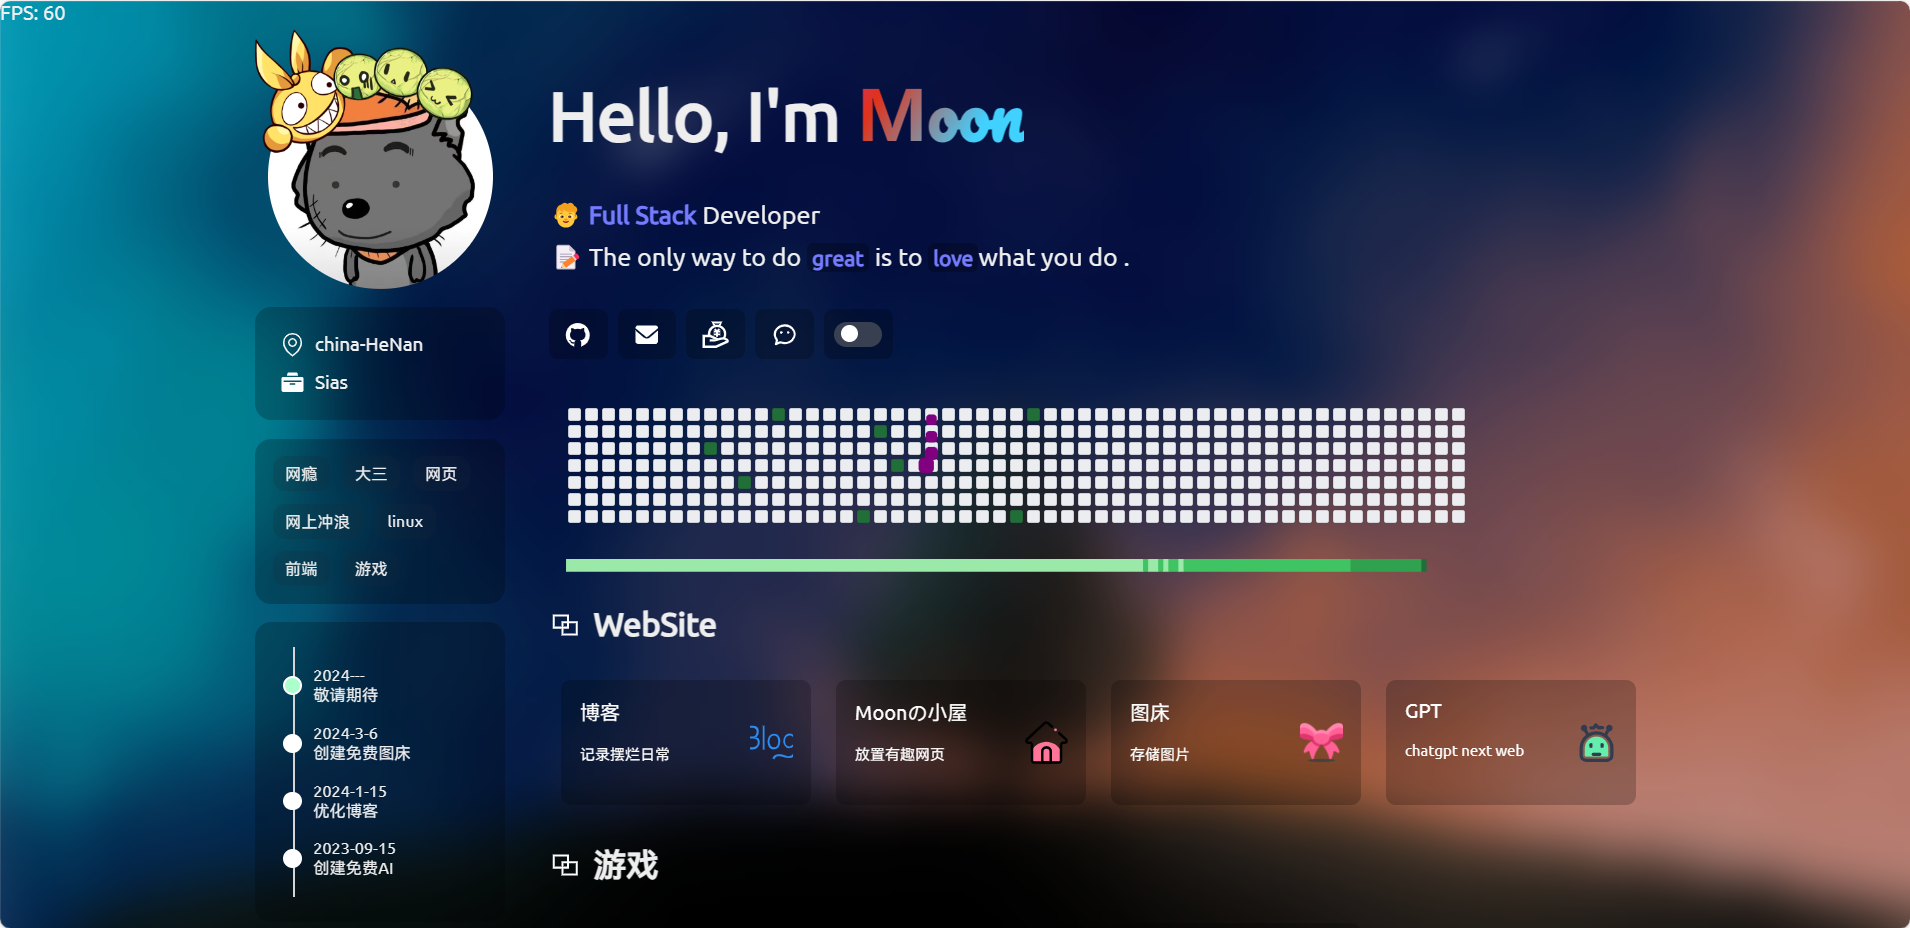 FPS: 60
Hello, I'm Moon
Full Stack Developer
The only way to do great is to love what you do .
china-HeNan
Sias
网瘾 大三 网页
网上冲浪 linux
前端 游戏
2024---
敬请期待
2024-3-6
创建免费图床
2024-1-15
优化博客
2023-09-15
创建免费AI
WebSite
博客
记录摆烂日常
Blog
Moonの小屋
放置有趣网页
图床
存储图片
GPT
chatgpt next web
游戏